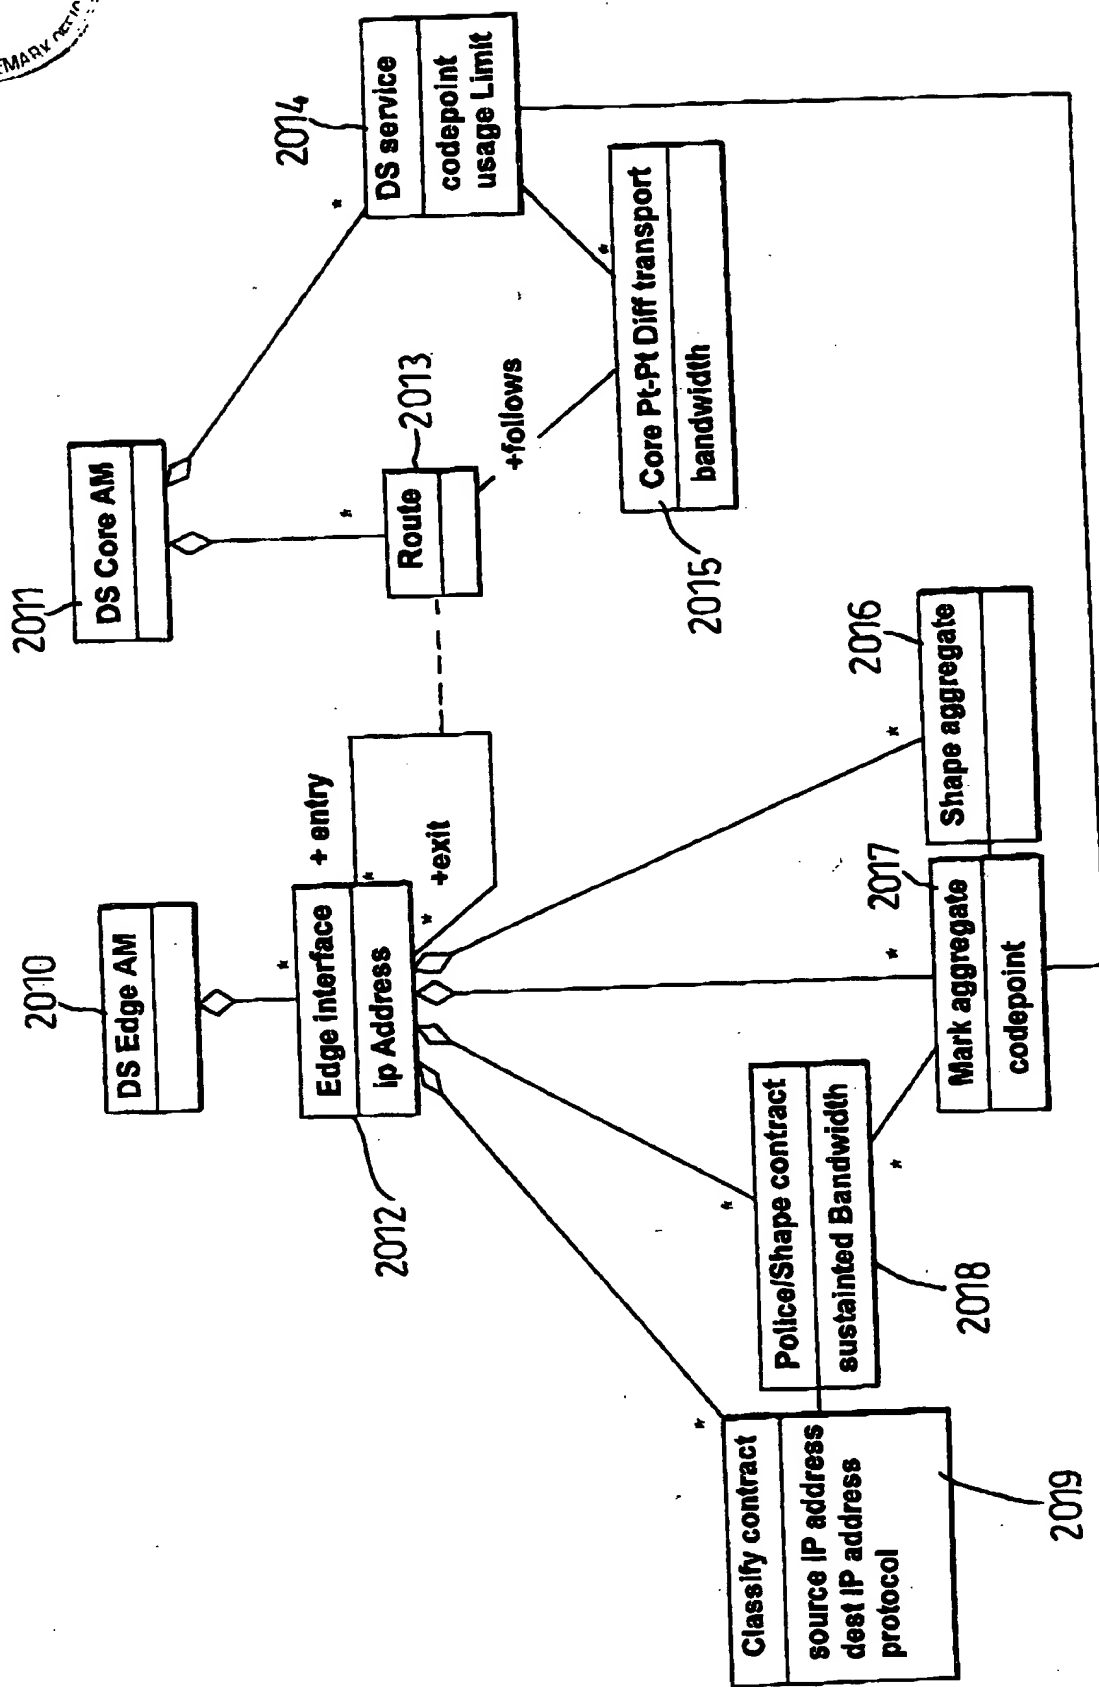 EMARK
2010
DS Edge AM
2011
DS Core AM
2012
Edge interface
ip Address
+ entry
+exit
*
*
*
2013
Route
*
+follows
2014
DS service
codepoint
usage Limit
*
2015
Core Pt-Pt Diff transport
bandwidth
*
2019
Classify contract
source IP address
dest IP address
protocol
*
2018
Police/Shape contract
sustainted Bandwidth
*
*
2017
Mark aggregate
codepoint
*
2016
Shape aggregate
*